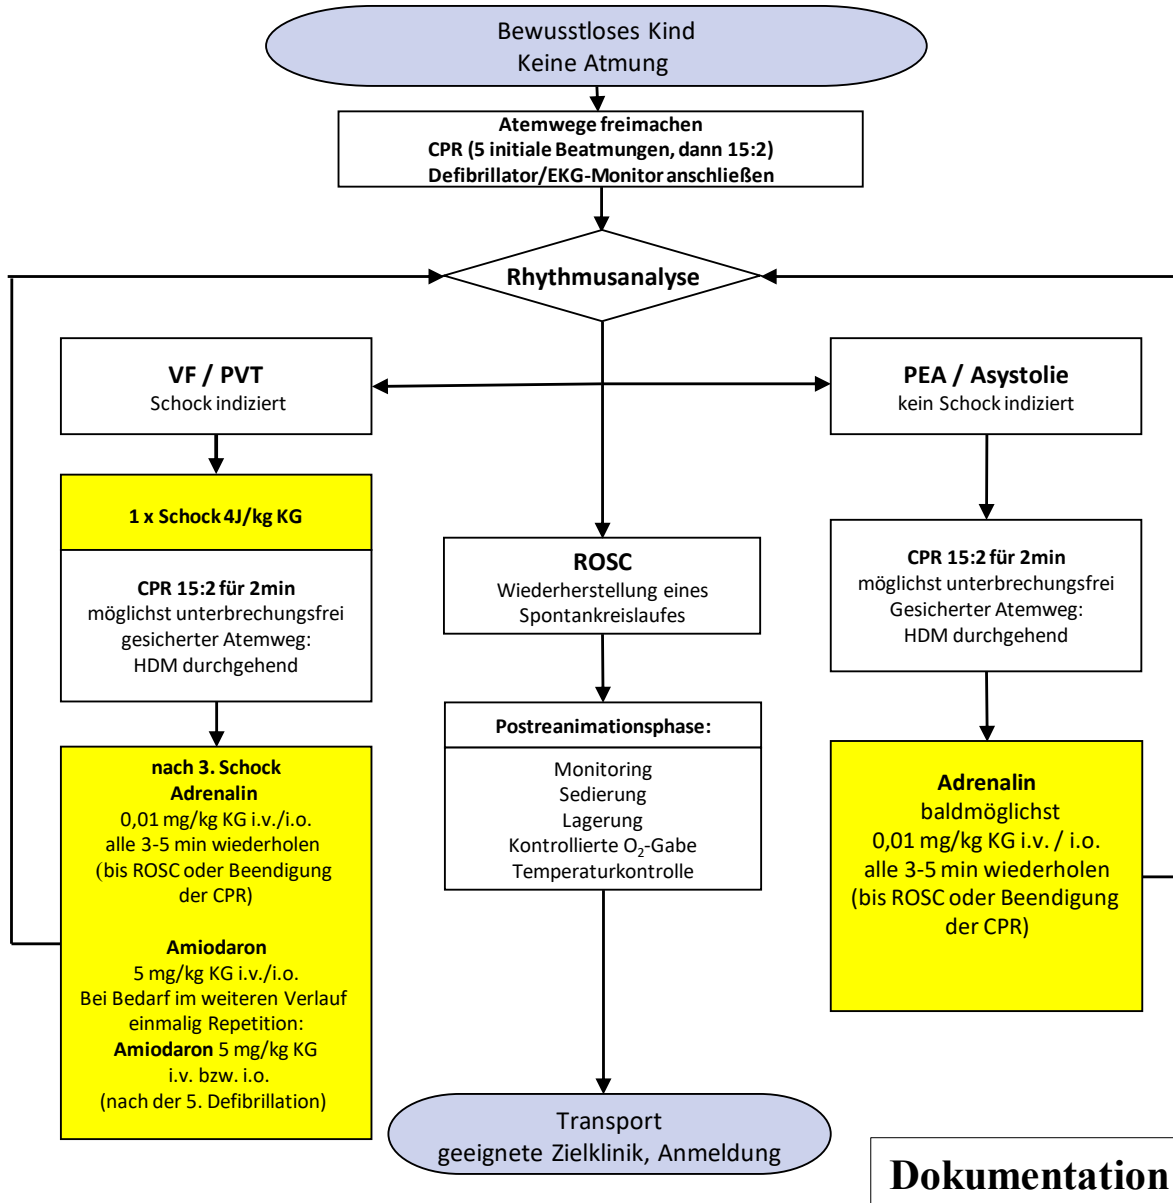 Bewusstloses Kind
Keine Atmung
Atemwege freimachen
CPR (5 initiale Beatmungen, dann 15:2)
Defibrillator/EKG-Monitor anschließen
Rhythmusanalyse
VF / PVT
Schock indiziert
PEA / Asystolie
kein Schock indiziert
1 x Schock 4J/kg KG
CPR 15:2 für 2min
möglichst unterbrechungsfrei
gesicherter Atemweg:
HDM durchgehend
ROSC
Wiederherstellung eines
Spontankreislaufes
CPR 15:2 für 2min
möglichst unterbrechungsfrei
Gesicherter Atemweg:
HDM durchgehend
nach 3. Schock
Adrenalin
0,01 mg/kg KG i.v./i.o.
alle 3-5 min wiederholen
(bis ROSC oder Beendigung
der CPR)
Amiodaron
5 mg/kg KG i.v./i.o.
Bei Bedarf im weiteren Verlauf
einmalig Repetition:
Amiodaron 5 mg/kg KG
i.v. bzw. i.o.
(nach der 5. Defibrillation)
Postreanimationsphase:
Monitoring
Sedierung
Lagerung
Kontrollierte O₂-Gabe
Temperaturkontrolle
Adrenalin
baldmöglichst
0,01 mg/kg KG i.v. / i.o.
alle 3-5 min wiederholen
(bis ROSC oder Beendigung
der CPR)
Transport
geeignete Zielklinik, Anmeldung
Dokumentation